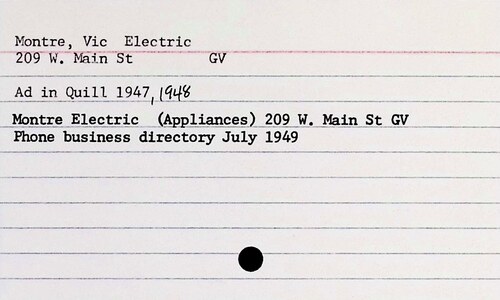 Montre, Vic Electric
209 W. Main St GV
Ad in Quill 1947, 1948
Montre Electric (Appliances) 209 W. Main St GV
Phone business directory July 1949